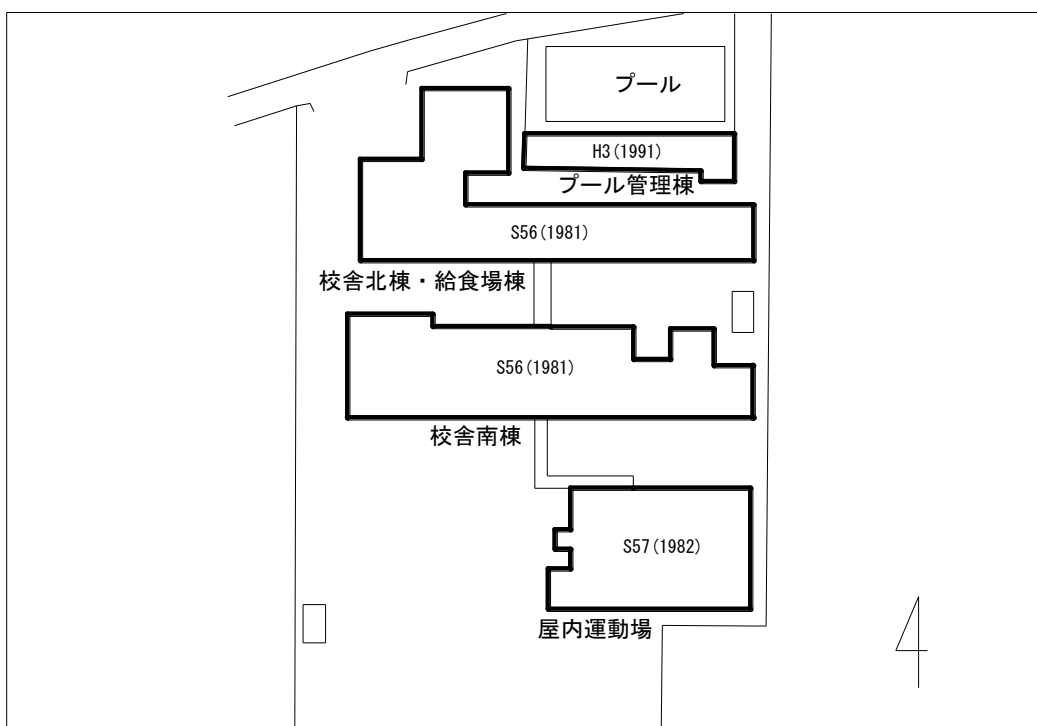 プール
H3(1991)
プール管理棟
S56(1981)
校舎北棟・給食場棟
S56(1981)
校舎南棟
S57(1982)
屋内運動場